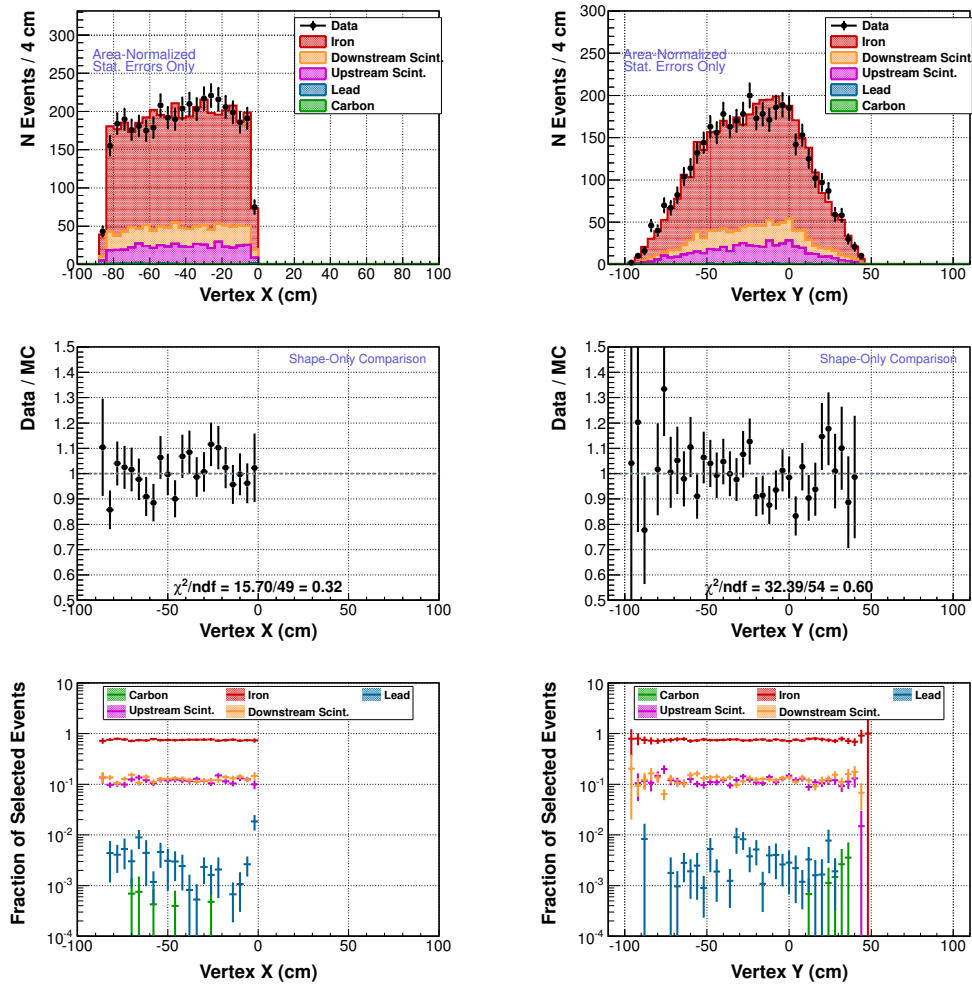 N Events / 4 cm
Area-Normalized
Stat. Errors Only
Data
Iron
Downstream Scint.
Upstream Scint.
Lead
Carbon
300
250
200
150
100
50
0
-100 -80 -60 -40 -20 0 20 40 60 80 100
Vertex X (cm)
N Events / 4 cm
Area-Normalized
Stat. Errors Only
Data
Iron
Downstream Scint.
Upstream Scint.
Lead
Carbon
300
250
200
150
100
50
0
-100 -50 0 50 100
Vertex Y (cm)
Data / MC
Shape-Only Comparison
1.5
1.4
1.3
1.2
1.1
1.0
0.9
0.8
0.7
0.6
0.5
χ²/ndf = 15.70/49 = 0.32
-100 -50 0 50 100
Vertex X (cm)
Data / MC
Shape-Only Comparison
1.5
1.4
1.3
1.2
1.1
1.0
0.9
0.8
0.7
0.6
0.5
χ²/ndf = 32.39/54 = 0.60
-100 -50 0 50 100
Vertex Y (cm)
Fraction of Selected Events
Carbon Iron Lead
Upstream Scint. Downstream Scint.
10
1
10⁻¹
10⁻²
10⁻³
10⁻⁴
-100 -50 0 50 100
Vertex X (cm)
Fraction of Selected Events
Carbon Iron Lead
Upstream Scint. Downstream Scint.
10
1
10⁻¹
10⁻²
10⁻³
10⁻⁴
-100 -50 0 50 100
Vertex Y (cm)